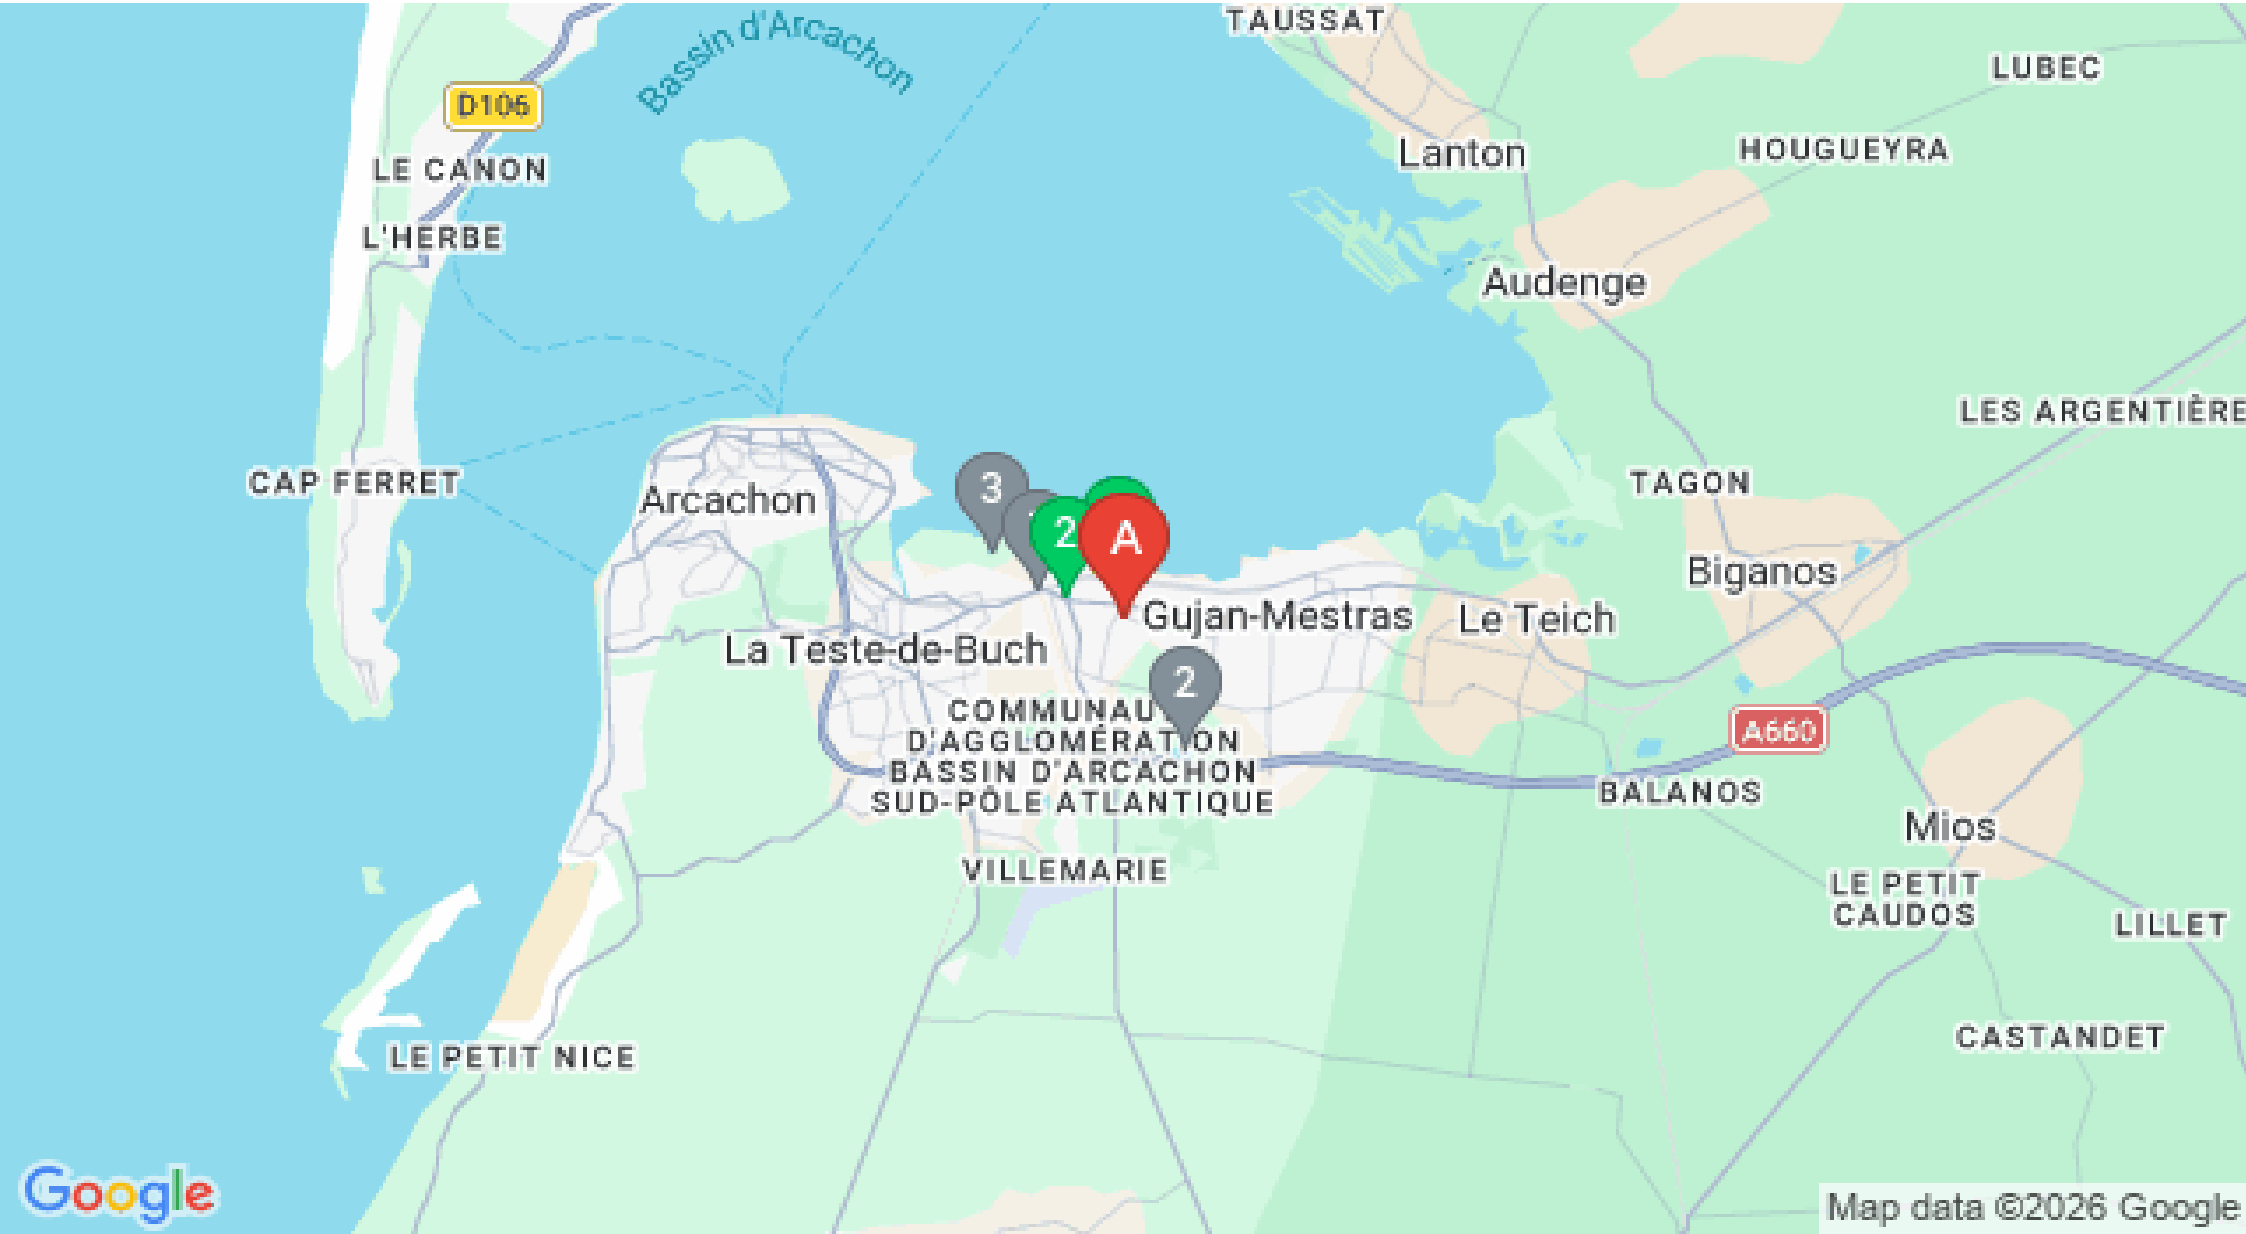 TAUSSAT
Bassin d'Arcachon
LUBEC
D106
LE CANON
Lanton
HOUGUEYRA
L'HERBE
Audenge
LES ARGENTIÈRE
CAP FERRET
Arcachon
3
2
A
TAGON
Biganos
Gujan-Mestras
Le Teich
La Teste-de-Buch
2
COMMUNAU
D'AGGLOMÉRATION
BASSIN D'ARCACHON
SUD-PÔLE ATLANTIQUE
A660
BALANOS
Mios
VILLEMARIE
LE PETIT
CAUDOS
LILLET
CASTANDET
LE PETIT NICE
Google
Map data ©2026 Google